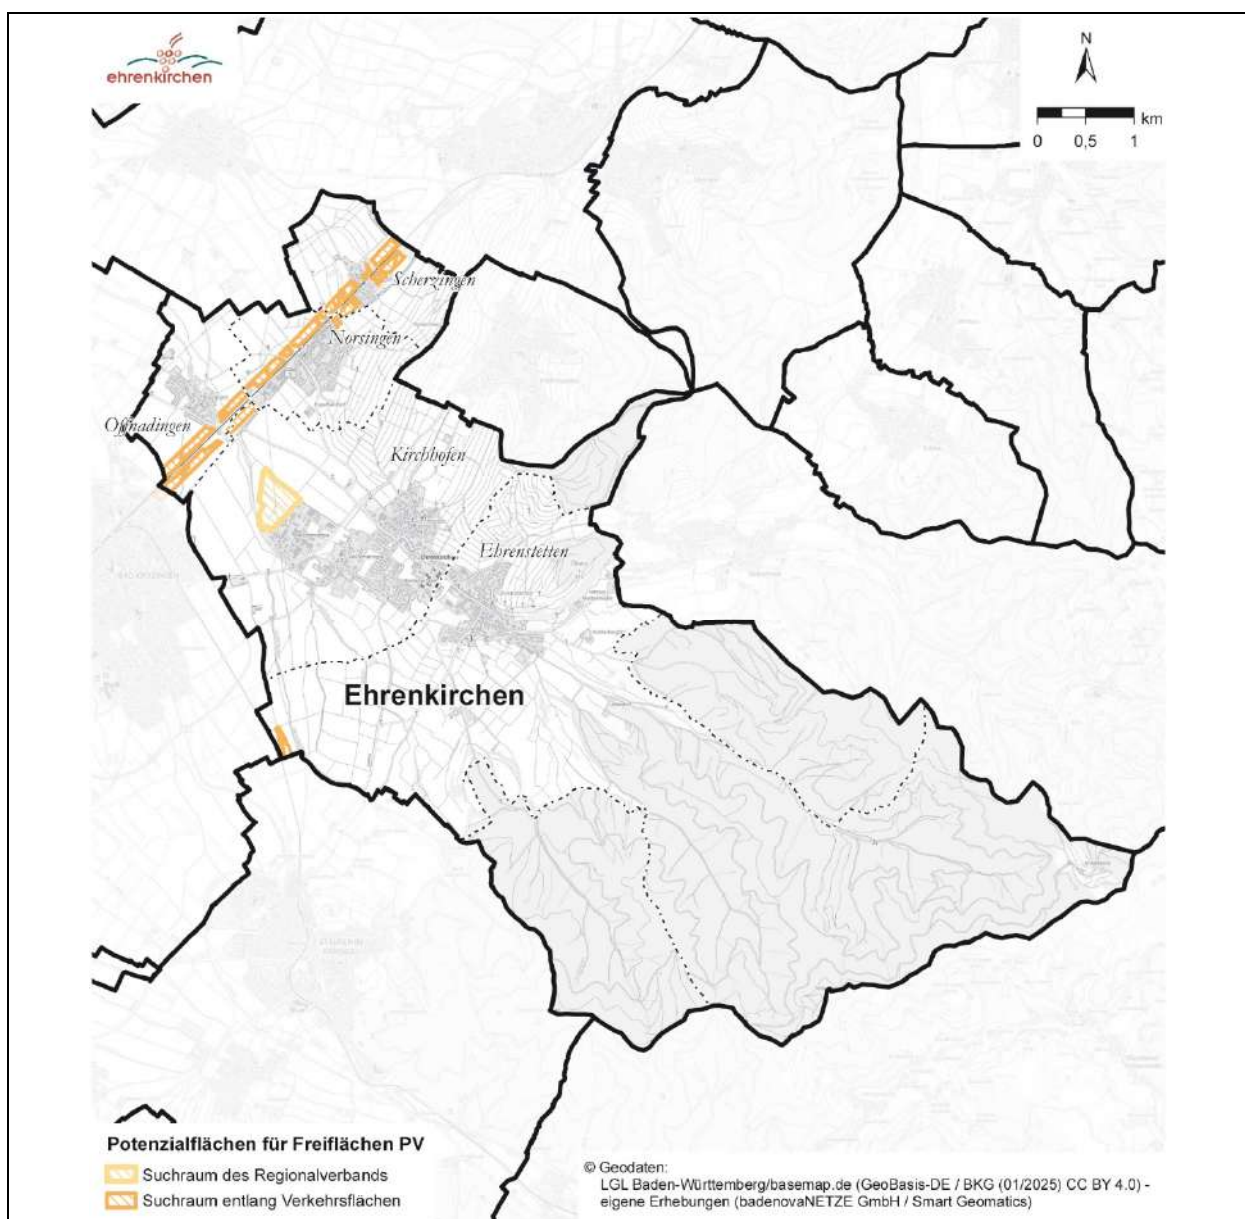 ehrenkirchen
N
km
0 0,5 1
Scherzingen
Norsingen
Offnadingen
Kirchhofen
Ehrenstetten
Ehrenkirchen
Potenzialflächen für Freiflächen PV
Suchraum des Regionalverbands
Suchraum entlang Verkehrsflächen
© Geodaten:
LGL Baden-Württemberg/basemap.de (GeoBasis-DE / BKG (01/2025) CC BY 4.0) -
eigene Erhebungen (badenovaNETZE GmbH / Smart Geomatics)